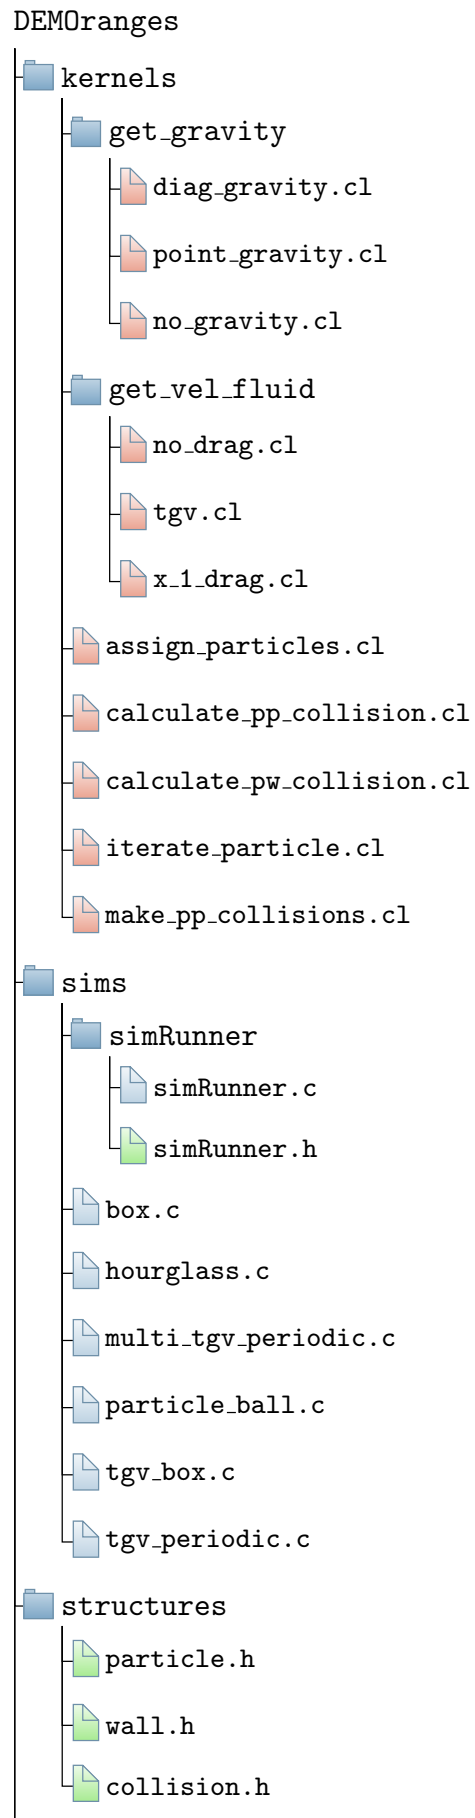 DEMOranges
kernels
get_gravity
diag_gravity.cl
point_gravity.cl
no_gravity.cl
get_vel_fluid
no_drag.cl
tgv.cl
x_1_drag.cl
assign_particles.cl
calculate_pp_collision.cl
calculate_pw_collision.cl
iterate_particle.cl
make_pp_collisions.cl
sims
simRunner
simRunner.c
simRunner.h
box.c
hourglass.c
multi_tgv_periodic.c
particle_ball.c
tgv_box.c
tgv_periodic.c
structures
particle.h
wall.h
collision.h